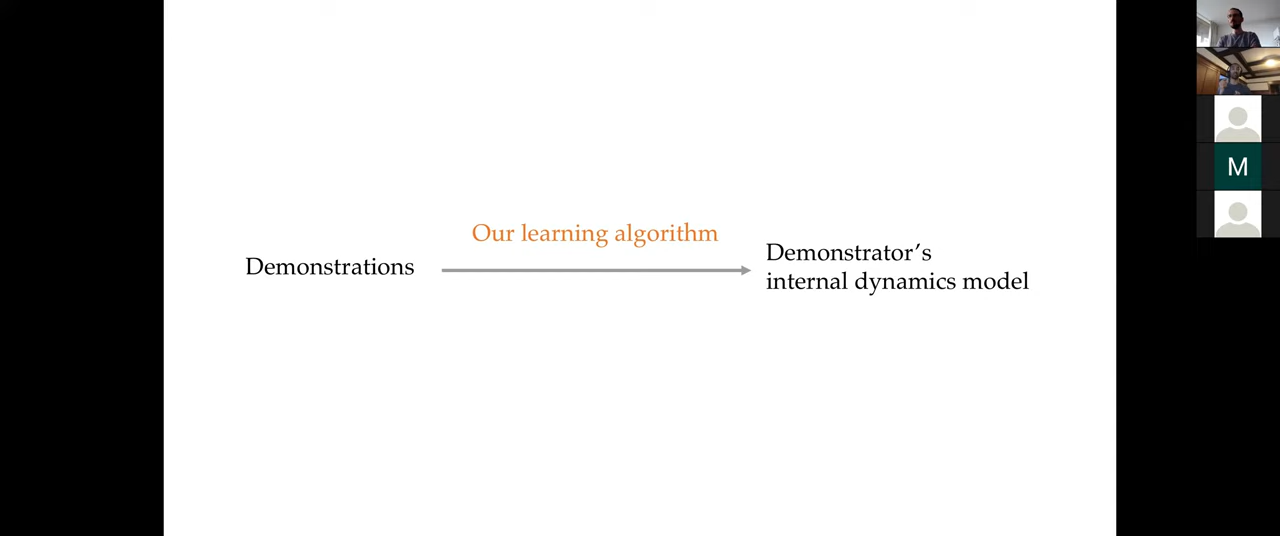 Our learning algorithm
Demonstrations
Demonstrator’s
internal dynamics model
M